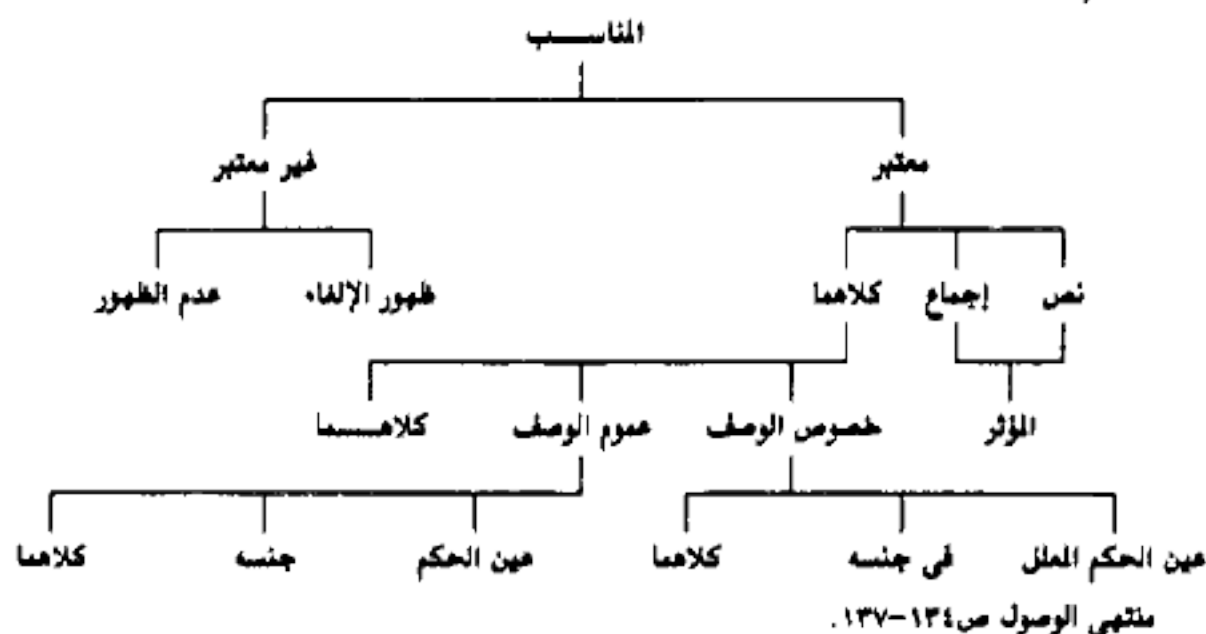 المناسب
معتبر غير معتبر
نص إجماع كلاهما ظهور الإلغاء عدم الظهور
المؤثر خصوص الوصف عموم الوصف كلاهما
عين الحكم المعلل فى جنسه كلاهما عين الحكم جنسه كلاهما
منتهى الوصول ص١٣٤-١٣٧.